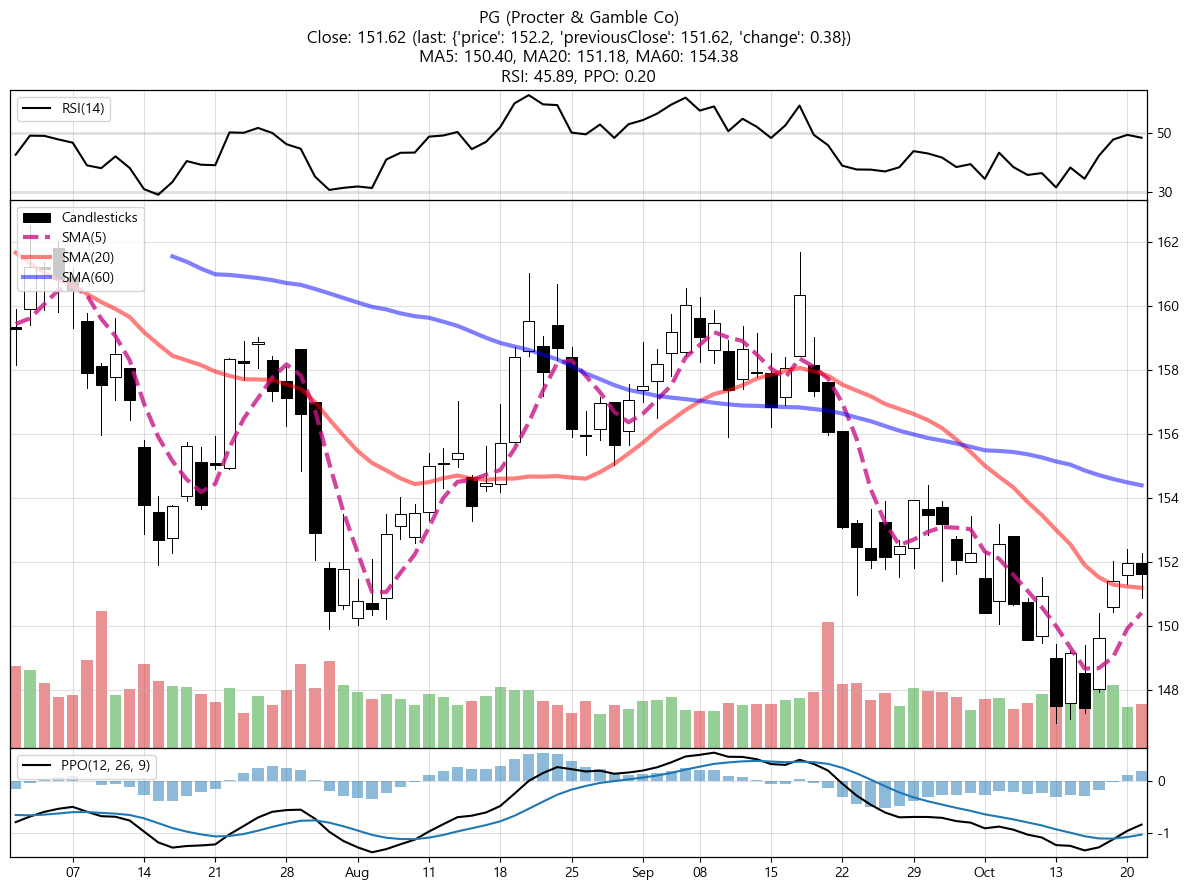 PG (Procter & Gamble Co)
Close: 151.62 (last: {'price': 152.2, 'previousClose': 151.62, 'change': 0.38})
MA5: 150.40, MA20: 151.18, MA60: 154.38
RSI: 45.89, PPO: 0.20
RSI(14)
50
30
Candlesticks
SMA(5)
SMA(20)
SMA(60)
162
160
158
156
154
152
150
148
PPO(12, 26, 9)
0
-1
07 14 21 28 Aug 11 18 25 Sep 08 15 22 29 Oct 13 20